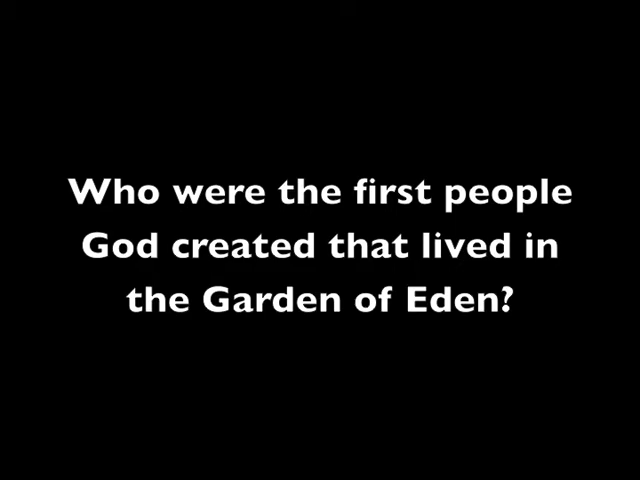 Who were the first people
God created that lived in
the Garden of Eden?